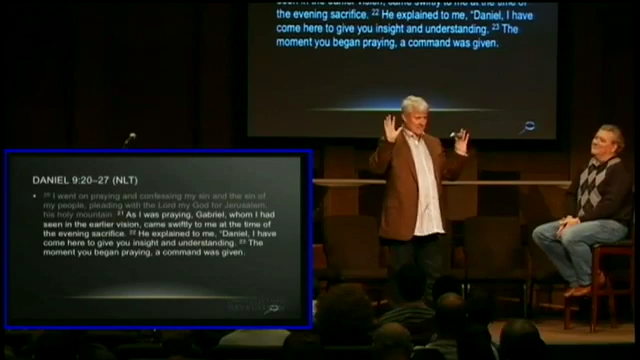 seen in the earlier vision, came swiftly to me at the time of
the evening sacrifice. 22 He explained to me, "Daniel, I have
come here to give you insight and understanding. 23 The
moment you began praying, a command was given.
DANIEL 9:20–27 (NLT)
• 20 I went on praying and confessing my sin and the sin of
my people, pleading with the Lord my God for Jerusalem,
his holy mountain. 21 As I was praying, Gabriel, whom I had
seen in the earlier vision, came swiftly to me at the time of
the evening sacrifice. 22 He explained to me, "Daniel, I have
come here to give you insight and understanding. 23 The
moment you began praying, a command was given.